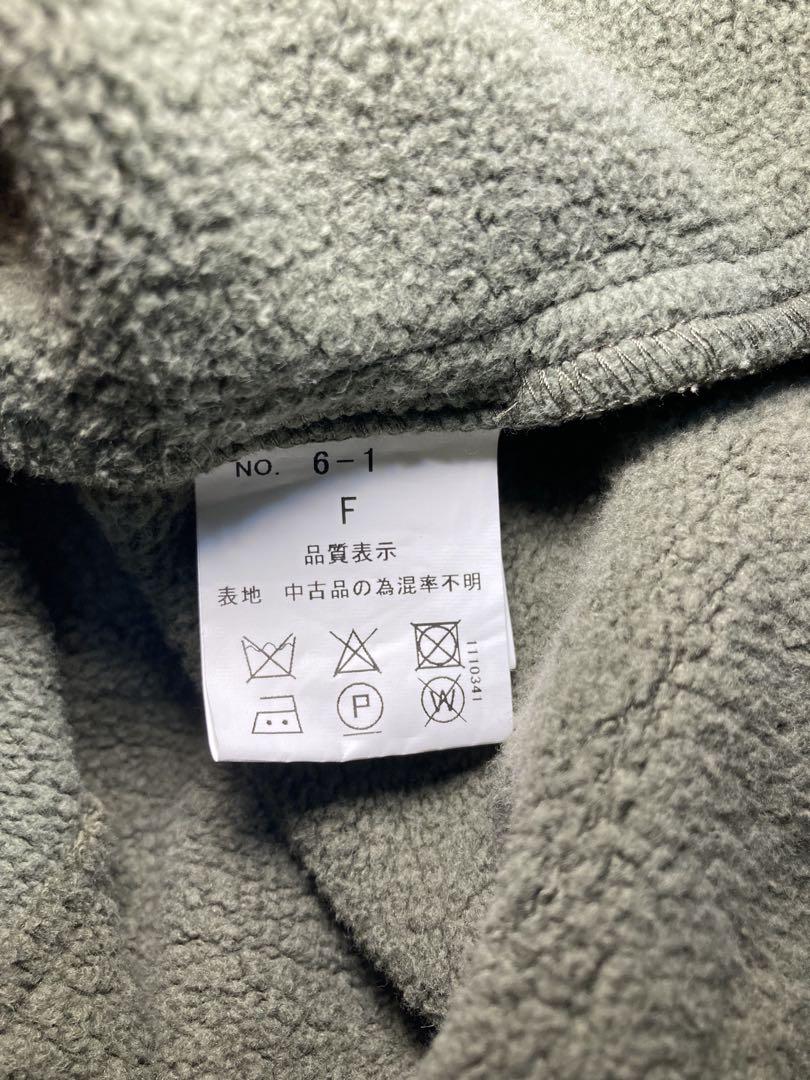 NO. 6-1
F
品質表示
表地 中古品の為混率不明
P
W
1110341